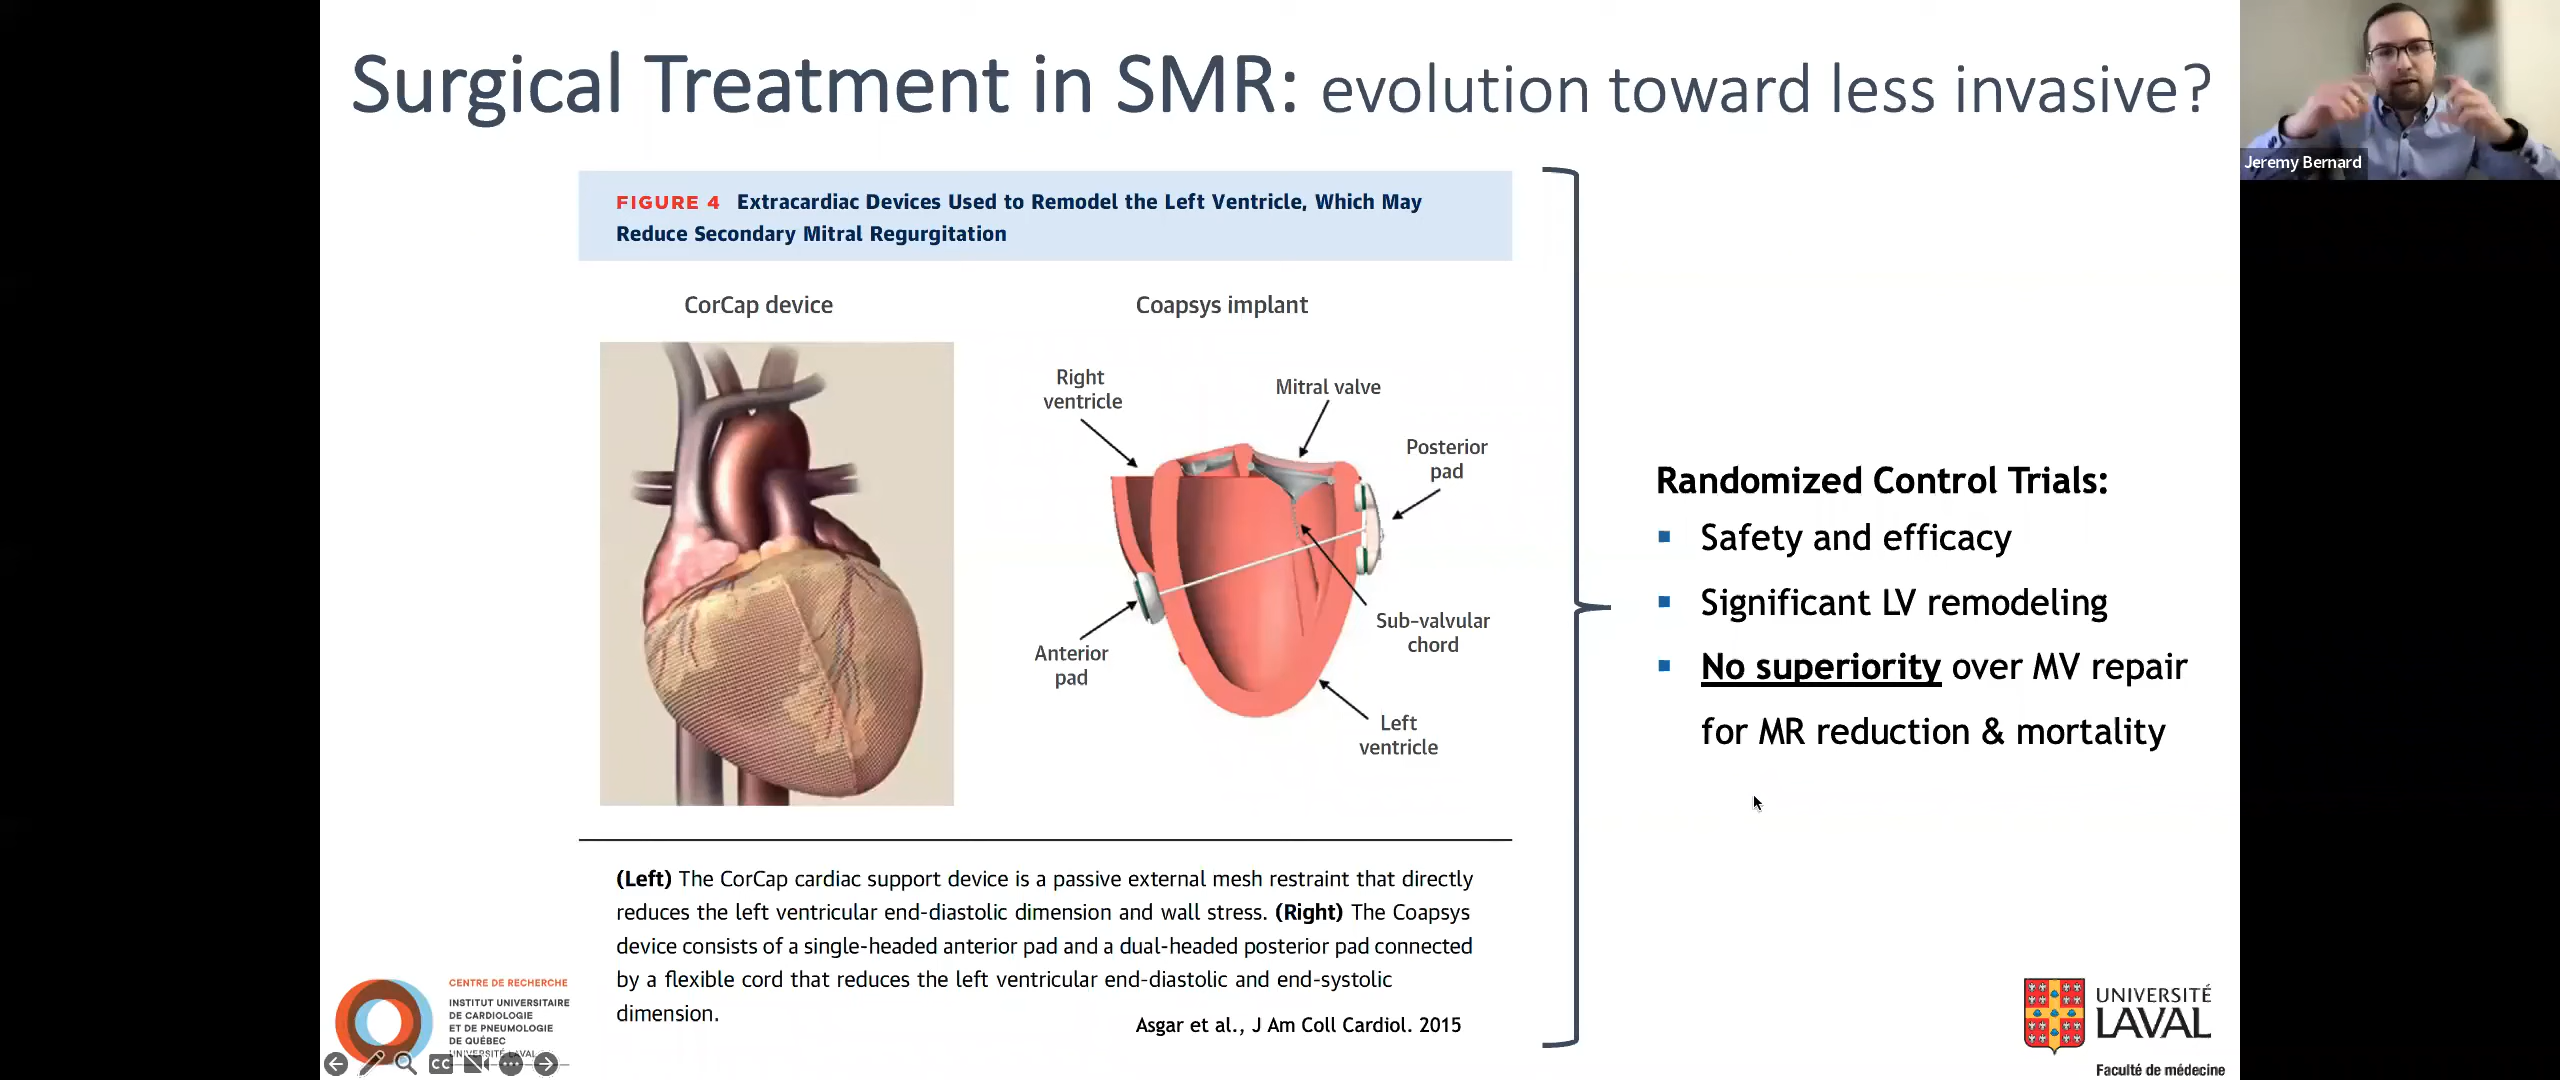 Surgical Treatment in SMR: evolution toward less invasive?
Jeremy Bernard
FIGURE 4 Extracardiac Devices Used to Remodel the Left Ventricle, Which May
Reduce Secondary Mitral Regurgitation
CorCap device
Coapsys implant
Right
ventricle
Mitral valve
Posterior
pad
Sub-valvular
chord
Anterior
pad
Left
ventricle
Randomized Control Trials:
▪ Safety and efficacy
▪ Significant LV remodeling
▪ No superiority over MV repair
for MR reduction & mortality
(Left) The CorCap cardiac support device is a passive external mesh restraint that directly
reduces the left ventricular end-diastolic dimension and wall stress. (Right) The Coapsys
device consists of a single-headed anterior pad and a dual-headed posterior pad connected
by a flexible cord that reduces the left ventricular end-diastolic and end-systolic
dimension.
Asgar et al., J Am Coll Cardiol. 2015
CENTRE DE RECHERCHE
INSTITUT UNIVERSITAIRE
DE CARDIOLOGIE
ET DE PNEUMOLOGIE
DE QUÉBEC
UNIVERSITÉ LAVAL
CC
UNIVERSITÉ
LAVAL
Faculté de médecine